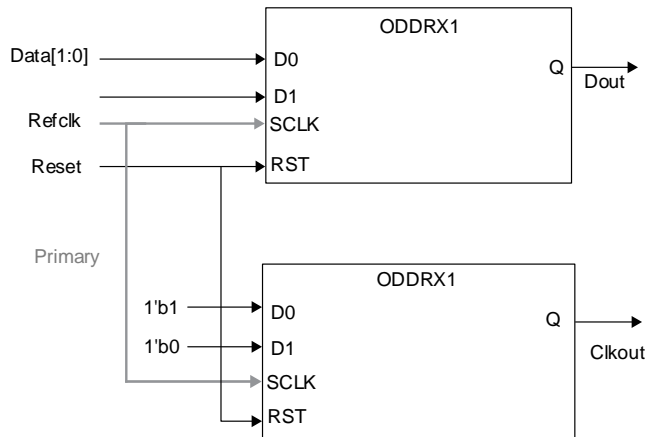 ODDRX1
Data[1:0]
D0
Q
Dout
D1
Refclk
SCLK
Reset
RST
Primary
ODDRX1
1'b1
D0
Q
1'b0
D1
Clkout
SCLK
RST